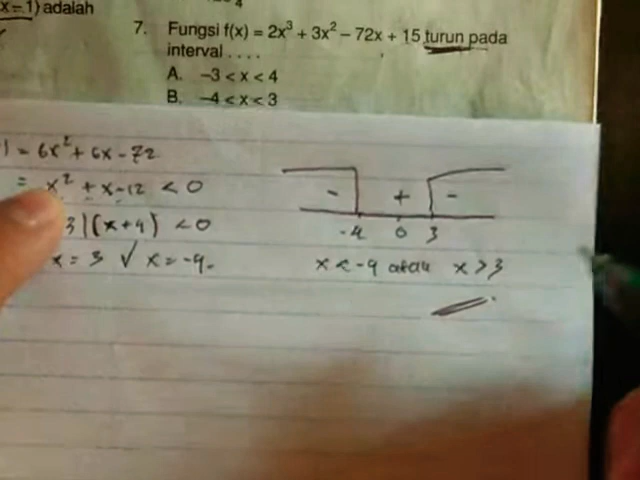 x = 1) adalah
7. Fungsi f(x) = 2x³ + 3x² – 72x + 15 turun pada
interval . . . .
A. –3 < x < 4
B. –4 < x < 3
= 6x² + 6x - 72
= x² + x - 12 < 0
3) (x+4) < 0
x = 3 √ x = -4.
- + -
-4 0 3
x < -4 atau x > 3